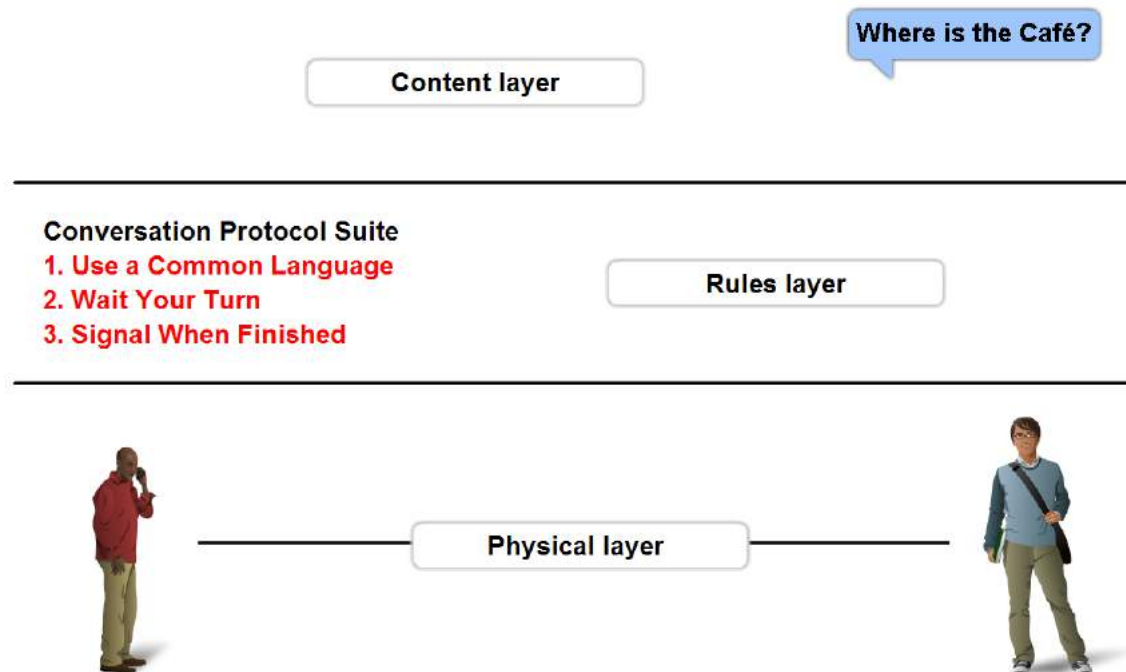 Where is the Café?
Content layer
Conversation Protocol Suite
1. Use a Common Language
2. Wait Your Turn
3. Signal When Finished
Rules layer
Physical layer